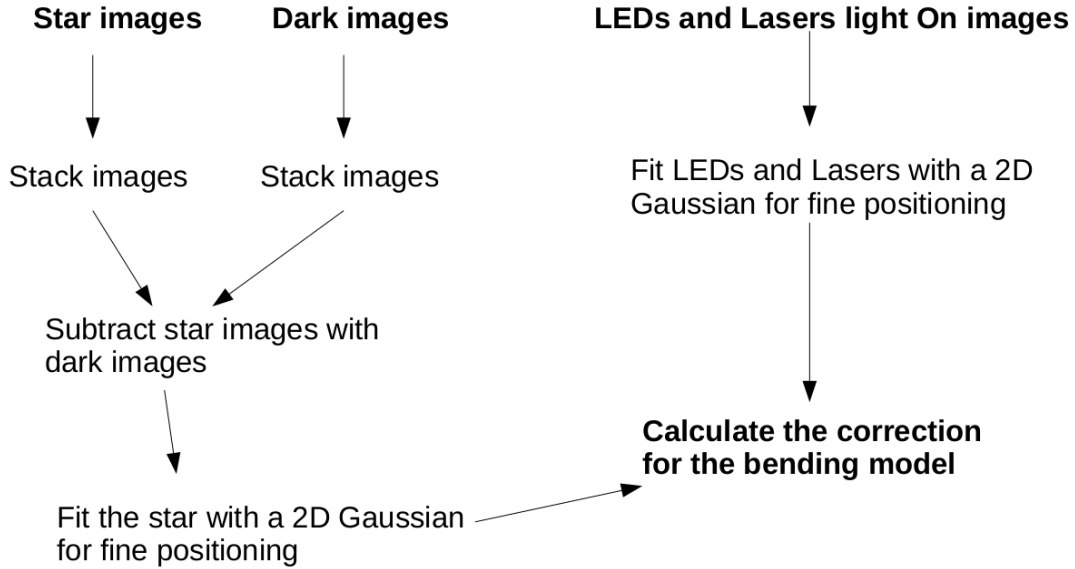 Star images
Dark images
LEDs and Lasers light On images
Stack images
Stack images
Fit LEDs and Lasers with a 2D
Gaussian for fine positioning
Subtract star images with
dark images
Calculate the correction
for the bending model
Fit the star with a 2D Gaussian
for fine positioning